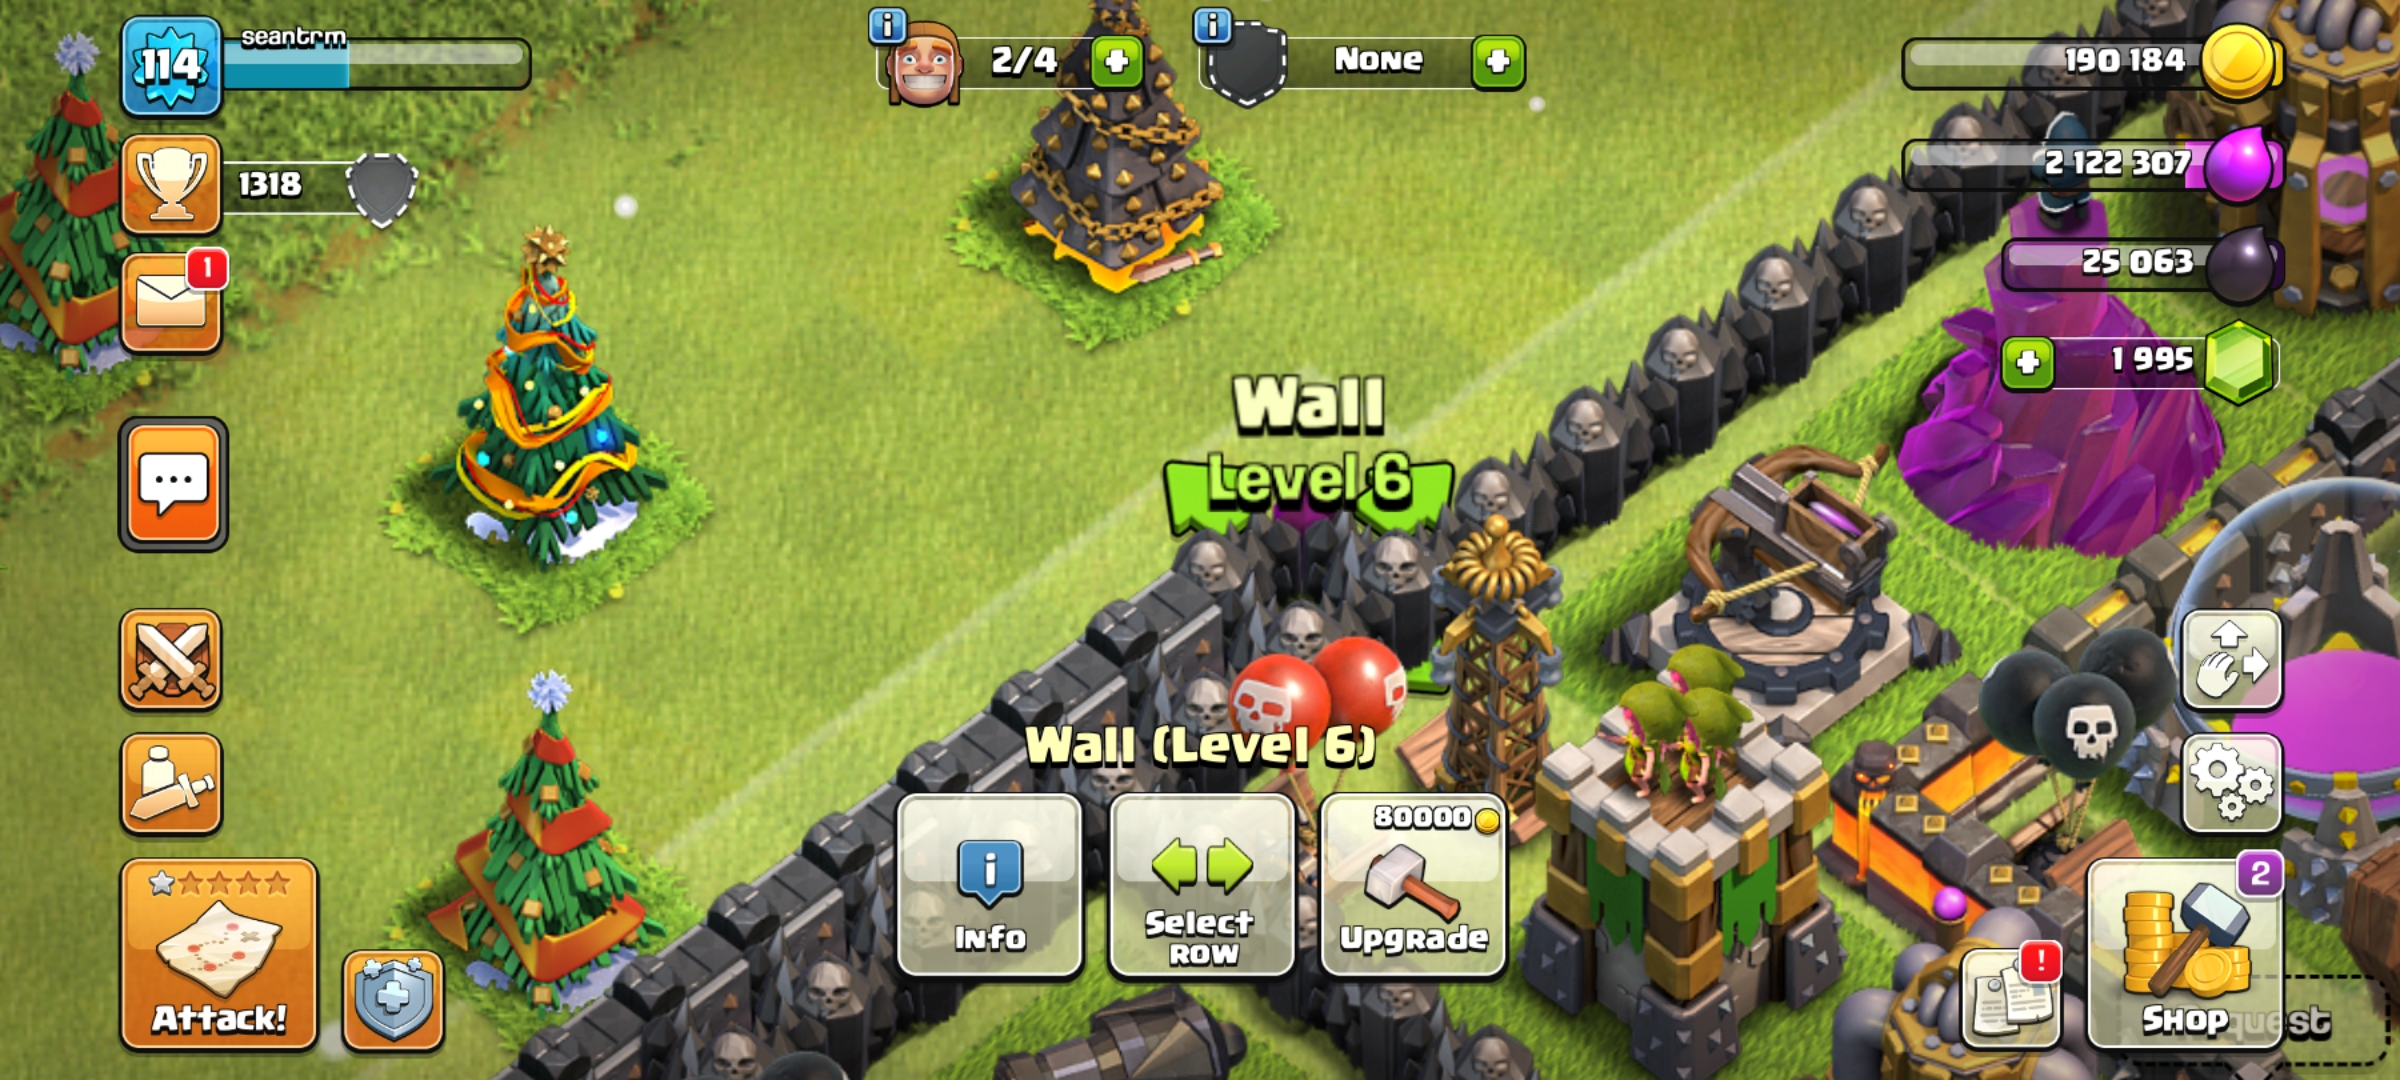 114
seantrm
2/4
None
190 184
1318
2 122 307
1
25 063
1 995
Wall
Level 6
Wall (Level 6)
80000
Info
Select
Row
Upgrade
2
!
Attack!
Shop
quest